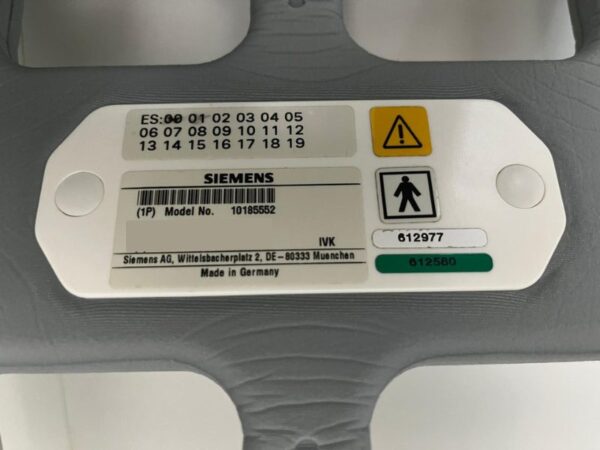 ES:00 01 02 03 04 05
06 07 08 09 10 11 12
13 14 15 16 17 18 19
SIEMENS
(1P) Model No. 10185552
IVK
Siemens AG, Wittelsbacherplatz 2, DE-80333 Muenchen
Made in Germany
612977
612580